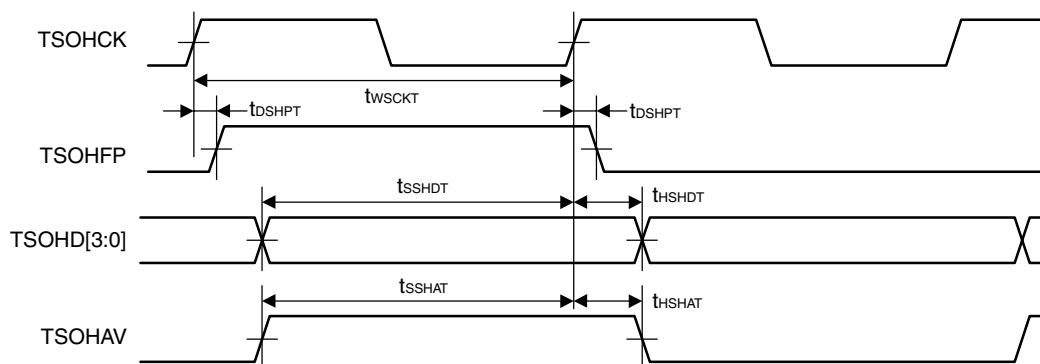 TSOHCK
tWSCKT
tDSHPT
tDSHPT
TSOHFP
tSSHDT
tHSHDT
TSOHD[3:0]
tSSHAT
tHSHAT
TSOHAV